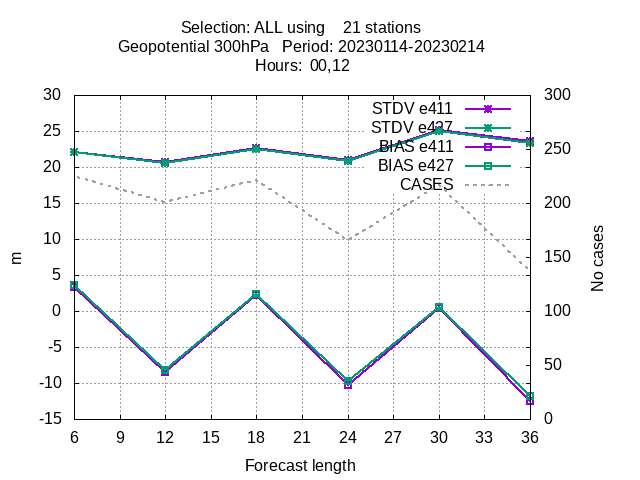 Selection: ALL using    21 stations
Geopotential 300hPa   Period: 20230114-20230214
Hours:  00,12
30
25
20
15
10
5
0
-5
-10
-15
m
STDV e411
STDV e427
BIAS e411
BIAS e427
CASES
300
250
200
150
100
50
0
No cases
6 9 12 15 18 21 24 27 30 33 36
Forecast length